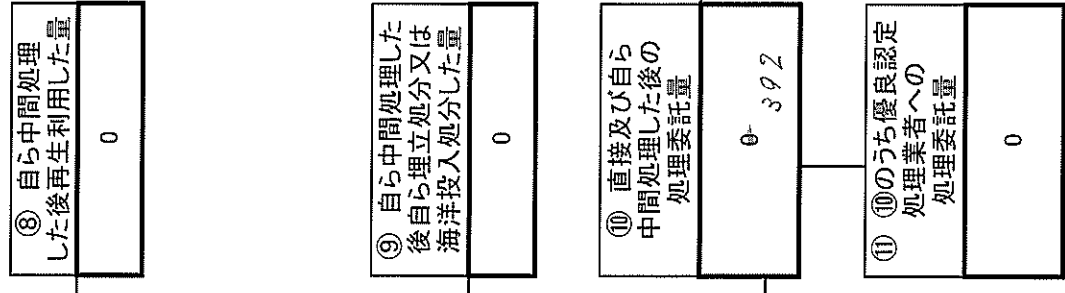 ⑧ 自ら中間処理
した後再生利用した量
0
⑨ 自ら中間処理した
後自ら埋立処分又は
海洋投入処分した量
0
⑩ 直接及び自ら
中間処理した後の
処理委託量
0
392
⑪ ⑩のうち優良認定
処理業者への
処理委託量
0